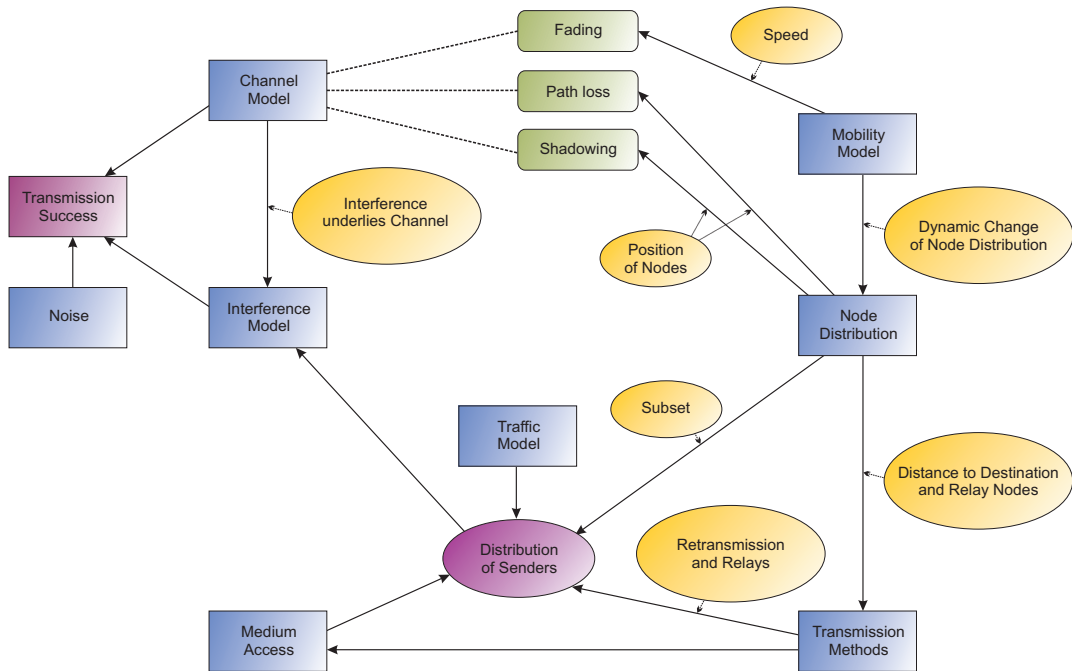 Fading
Speed
Channel
Model
Path loss
Mobility
Model
Shadowing
Transmission
Success
Interference
underlies Channel
Position
of Nodes
Dynamic Change
of Node Distribution
Noise
Interference
Model
Node
Distribution
Subset
Traffic
Model
Distance to Destination
and Relay Nodes
Distribution
of Senders
Retransmission
and Relays
Medium
Access
Transmission
Methods